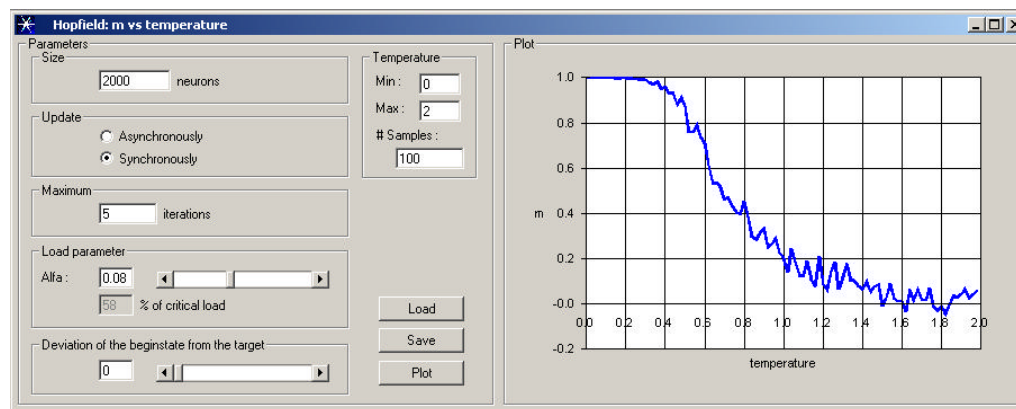 Hopfield: m vs temperature
Parameters
Size
2000 neurons
Update
Asynchronously
Synchronously
Maximum
5 iterations
Load parameter
Alfa : 0.08
58 % of critical load
Deviation of the beginstate from the target
0
Temperature
Min : 0
Max : 2
# Samples :
100
Load
Save
Plot
Plot
1.0
0.8
0.6
m 0.4
0.2
-0.0
0.0 0.2 0.4 0.6 0.8 1.0 1.2 1.4 1.6 1.8 2.0
-0.2
temperature